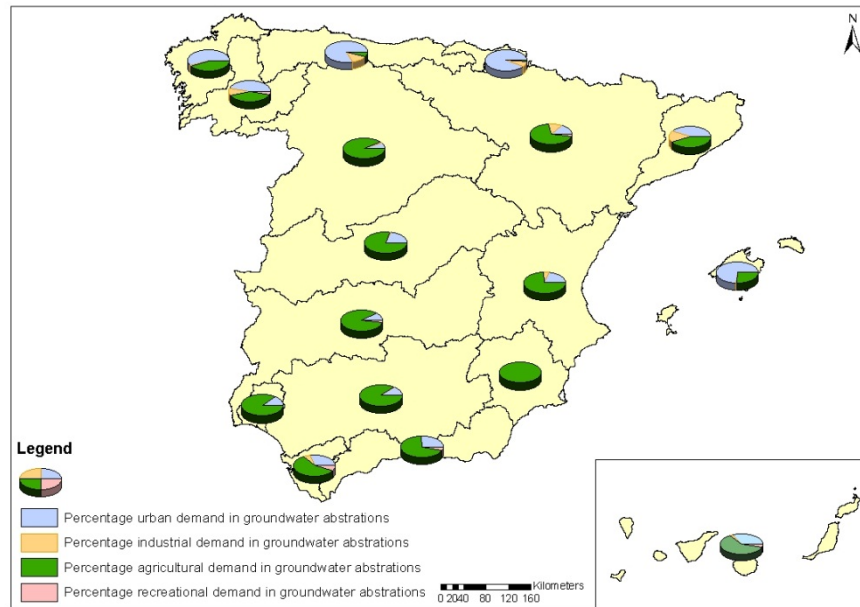 N
Legend
Percentage urban demand in groundwater abstrations
Percentage industrial demand in groundwater abstrations
Percentage agricultural demand in groundwater abstrations
Percentage recreational demand in groundwater abstrations
Kilometers
0 20 40 80 120 160